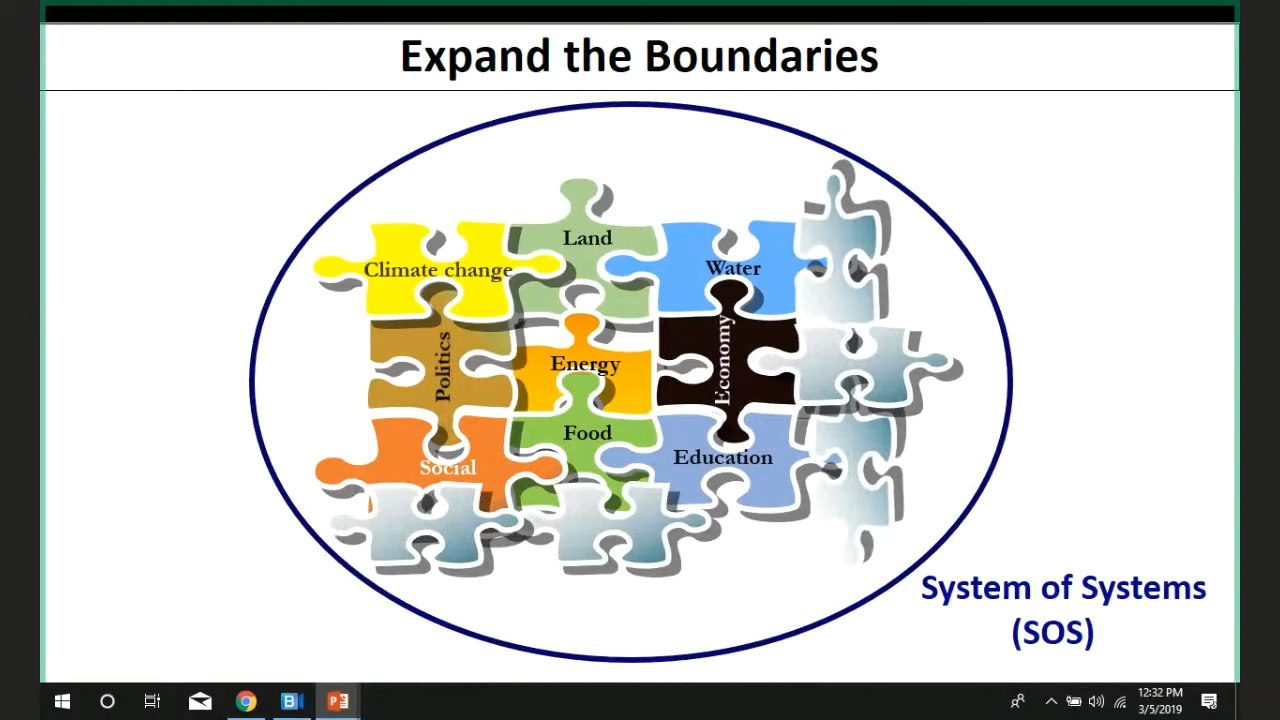 Expand the Boundaries
Land
Climate change
Water
Politics
Energy
Economy
Food
Social
Education
System of Systems
(SOS)
12:32 PM
3/5/2019